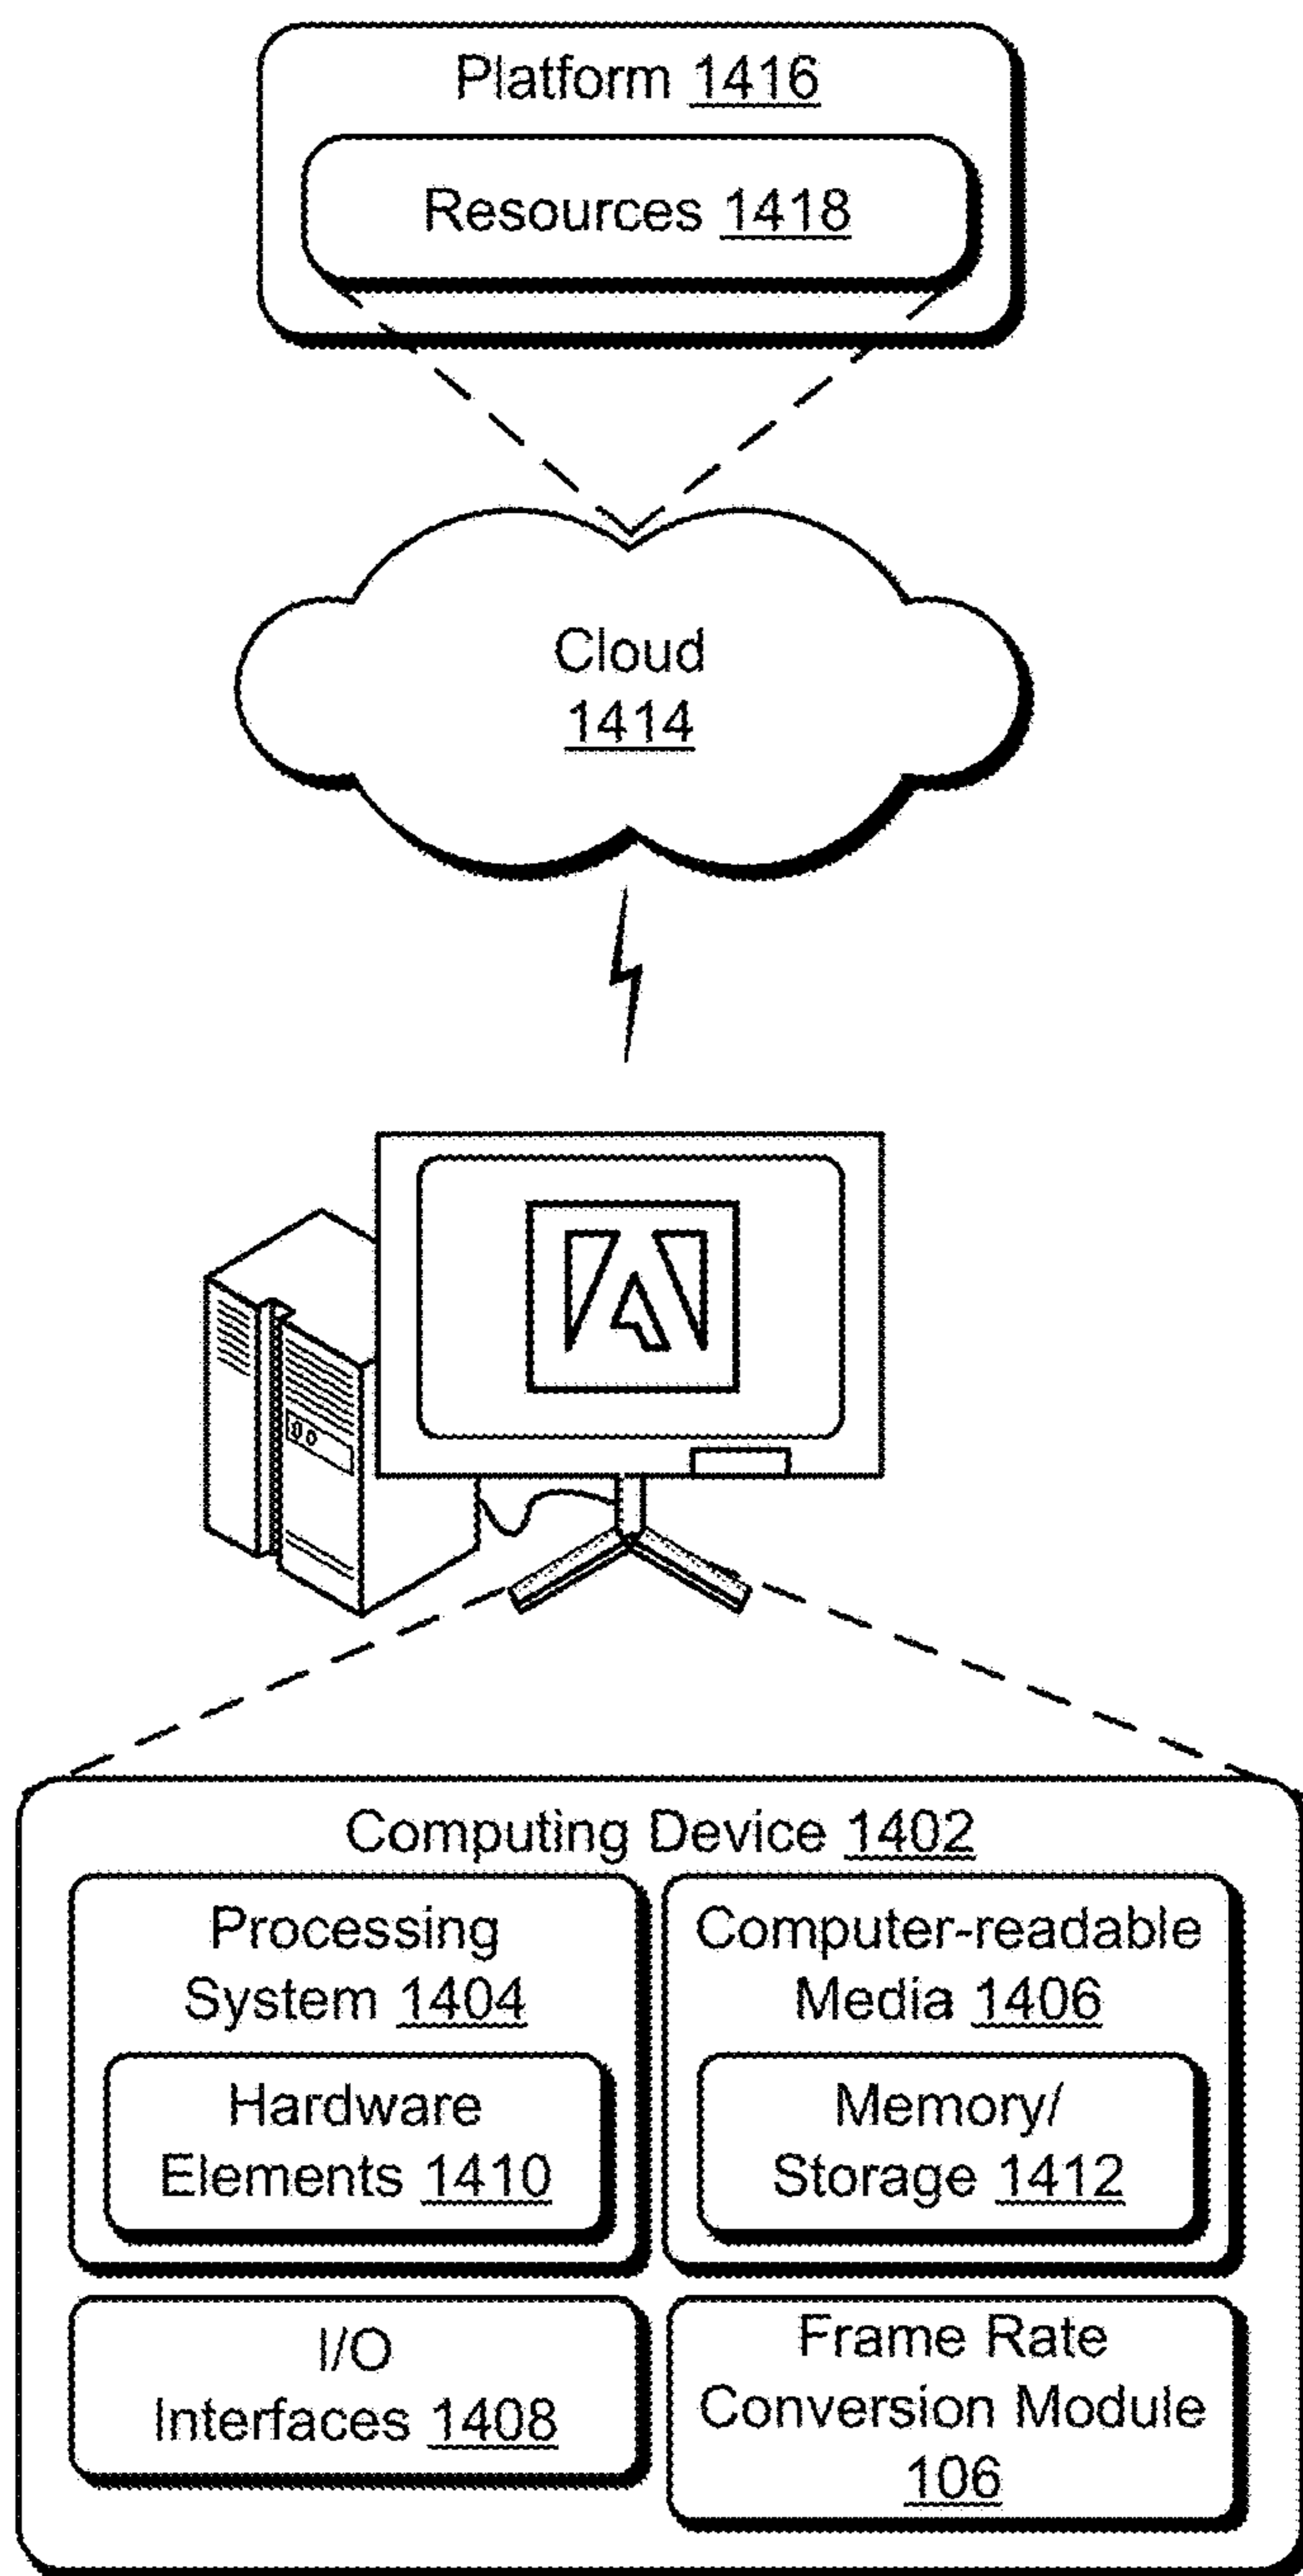 Platform 1416
Resources 1418
Cloud
1414
Computing Device 1402
Processing
System 1404
Hardware
Elements 1410
Computer-readable
Media 1406
Memory/
Storage 1412
I/O
Interfaces 1408
Frame Rate
Conversion Module
106